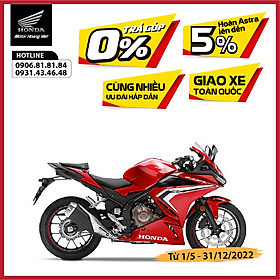 HONDA
Motor Hoàng Việt
HOTLINE
0906.81.81.84
0931.43.46.48
TRẢ GÓP
0%
Hoàn Astra
lên đến
5%
CÙNG NHIỀU
ƯU ĐÃI HẤP DẪN
GIAO XE
TOÀN QUỐC
HONDA
Từ 1/5 - 31/12/2022